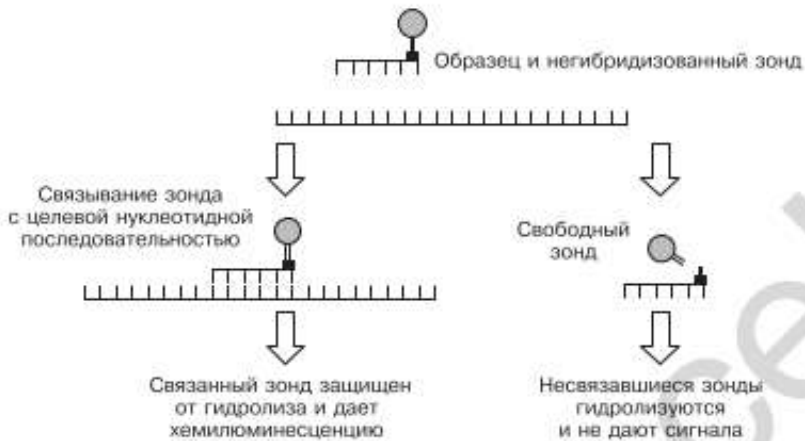 Образец и негибридизованный зонд
Связывание зонда
с целевой нуклеотидной
последовательностью
Свободный
зонд
Связанный зонд защищен
от гидролиза и дает
хемилюминесценцию
Несвязавшиеся зонды
гидролизуются
и не дают сигнала